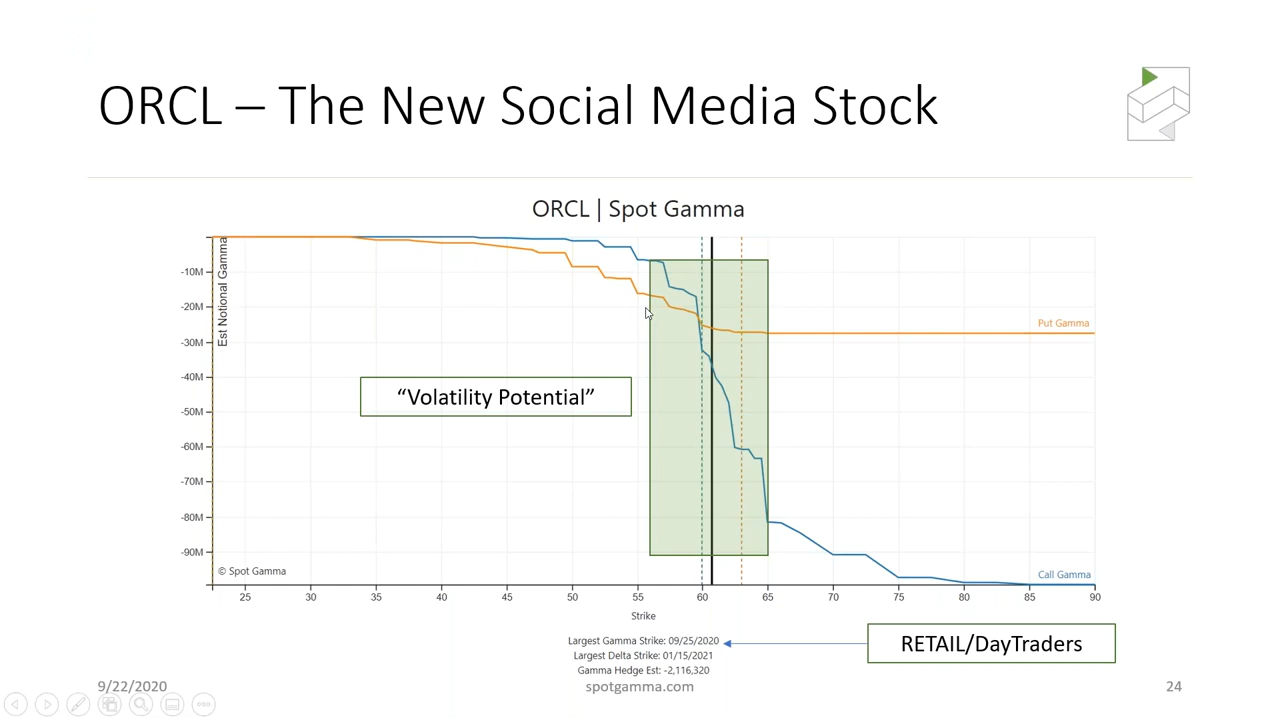 ORCL – The New Social Media Stock
ORCL | Spot Gamma
Est Notional Gamma
-10M
-20M
-30M
-40M
-50M
-60M
-70M
-80M
-90M
Put Gamma
“Volatility Potential”
© Spot Gamma
Call Gamma
25 30 35 40 45 50 55 60 65 70 75 80 85 90
Strike
Largest Gamma Strike: 09/25/2020
Largest Delta Strike: 01/15/2021
Gamma Hedge Est: -2,116,320
RETAIL/DayTraders
9/22/2020
spotgamma.com
24